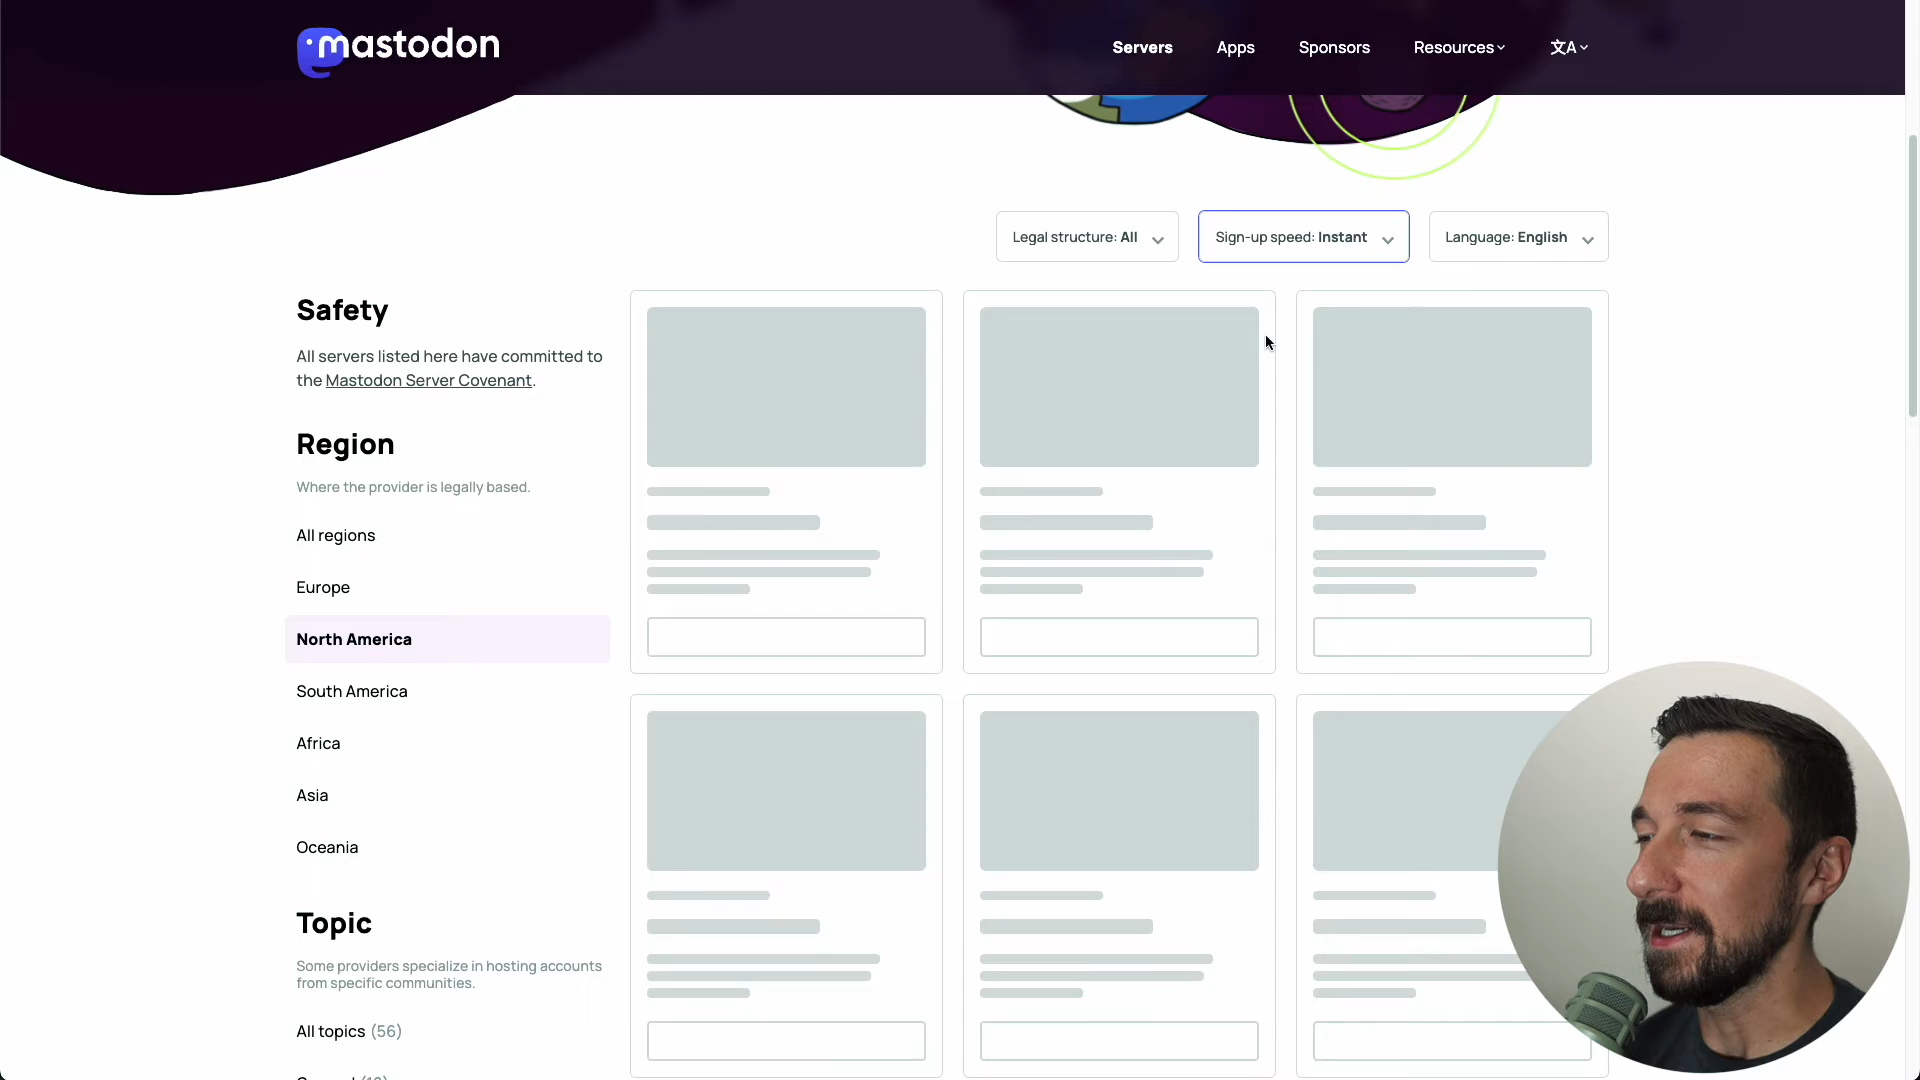 mastodon
Servers
Apps
Sponsors
Resources
文A
Legal structure: All
Sign-up speed: Instant
Language: English
Safety
All servers listed here have committed to
the Mastodon Server Covenant.
Region
Where the provider is legally based.
All regions
Europe
North America
South America
Africa
Asia
Oceania
Topic
Some providers specialize in hosting accounts
from specific communities.
All topics (56)